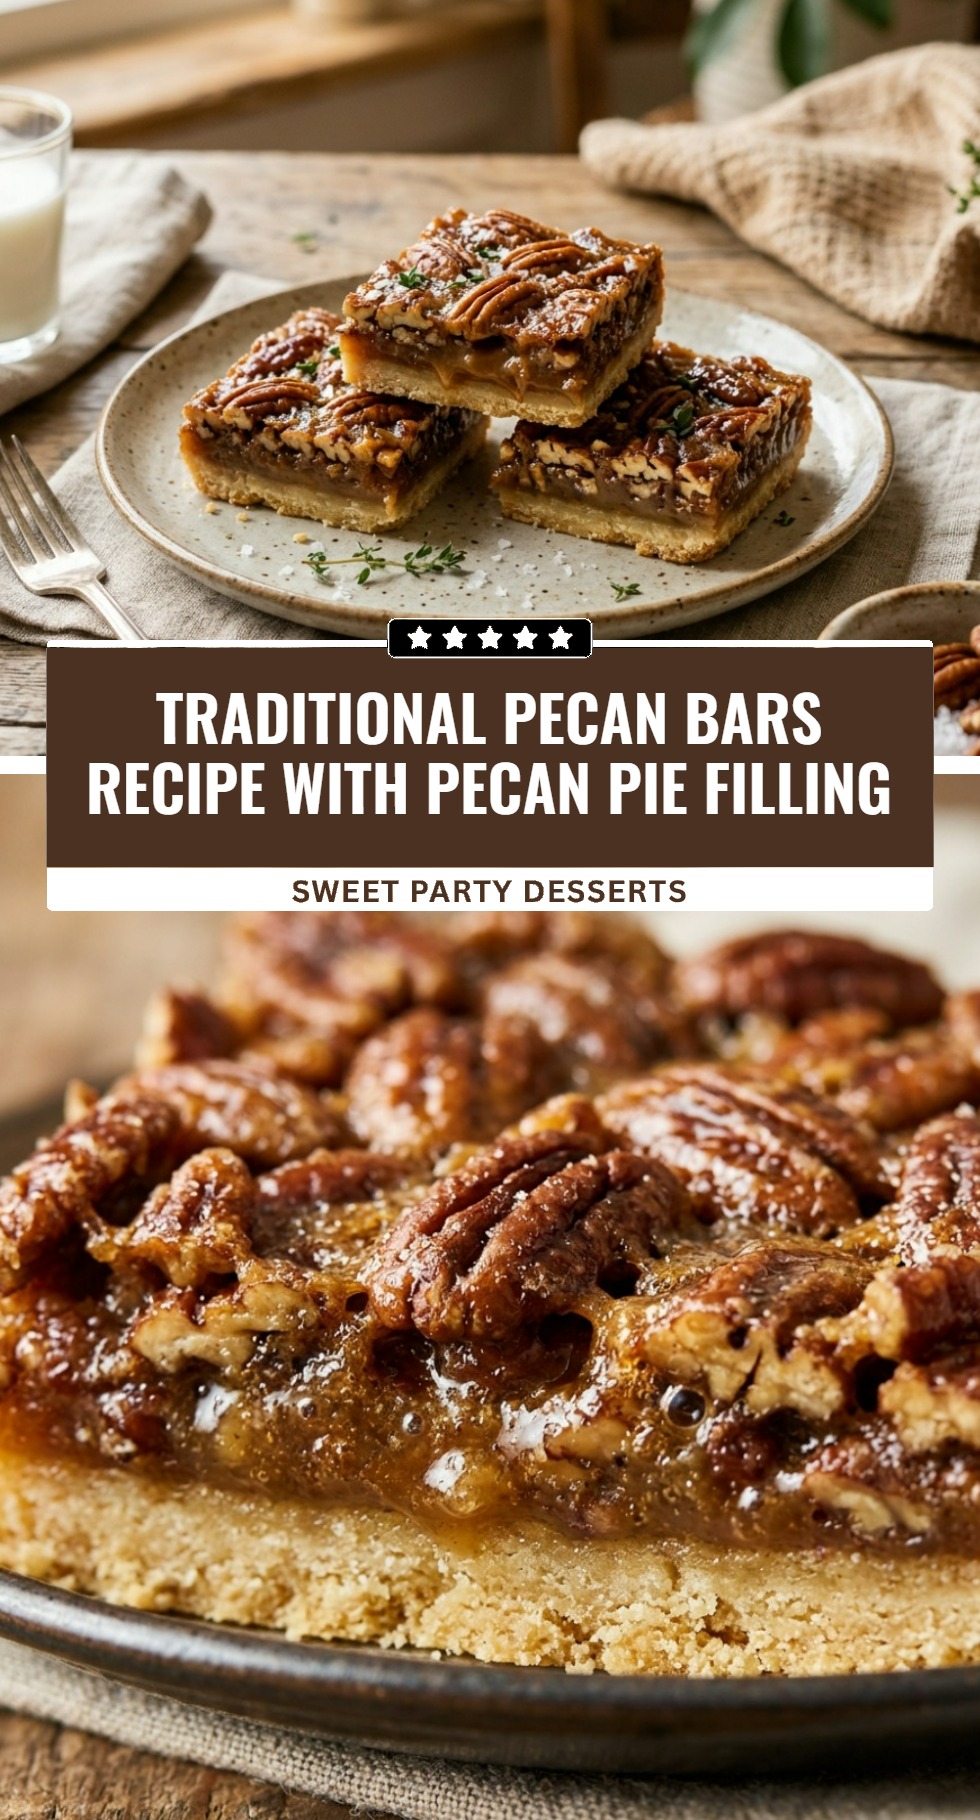 TRADITIONAL PECAN BARS
RECIPE WITH PECAN PIE FILLING
SWEET PARTY DESSERTS